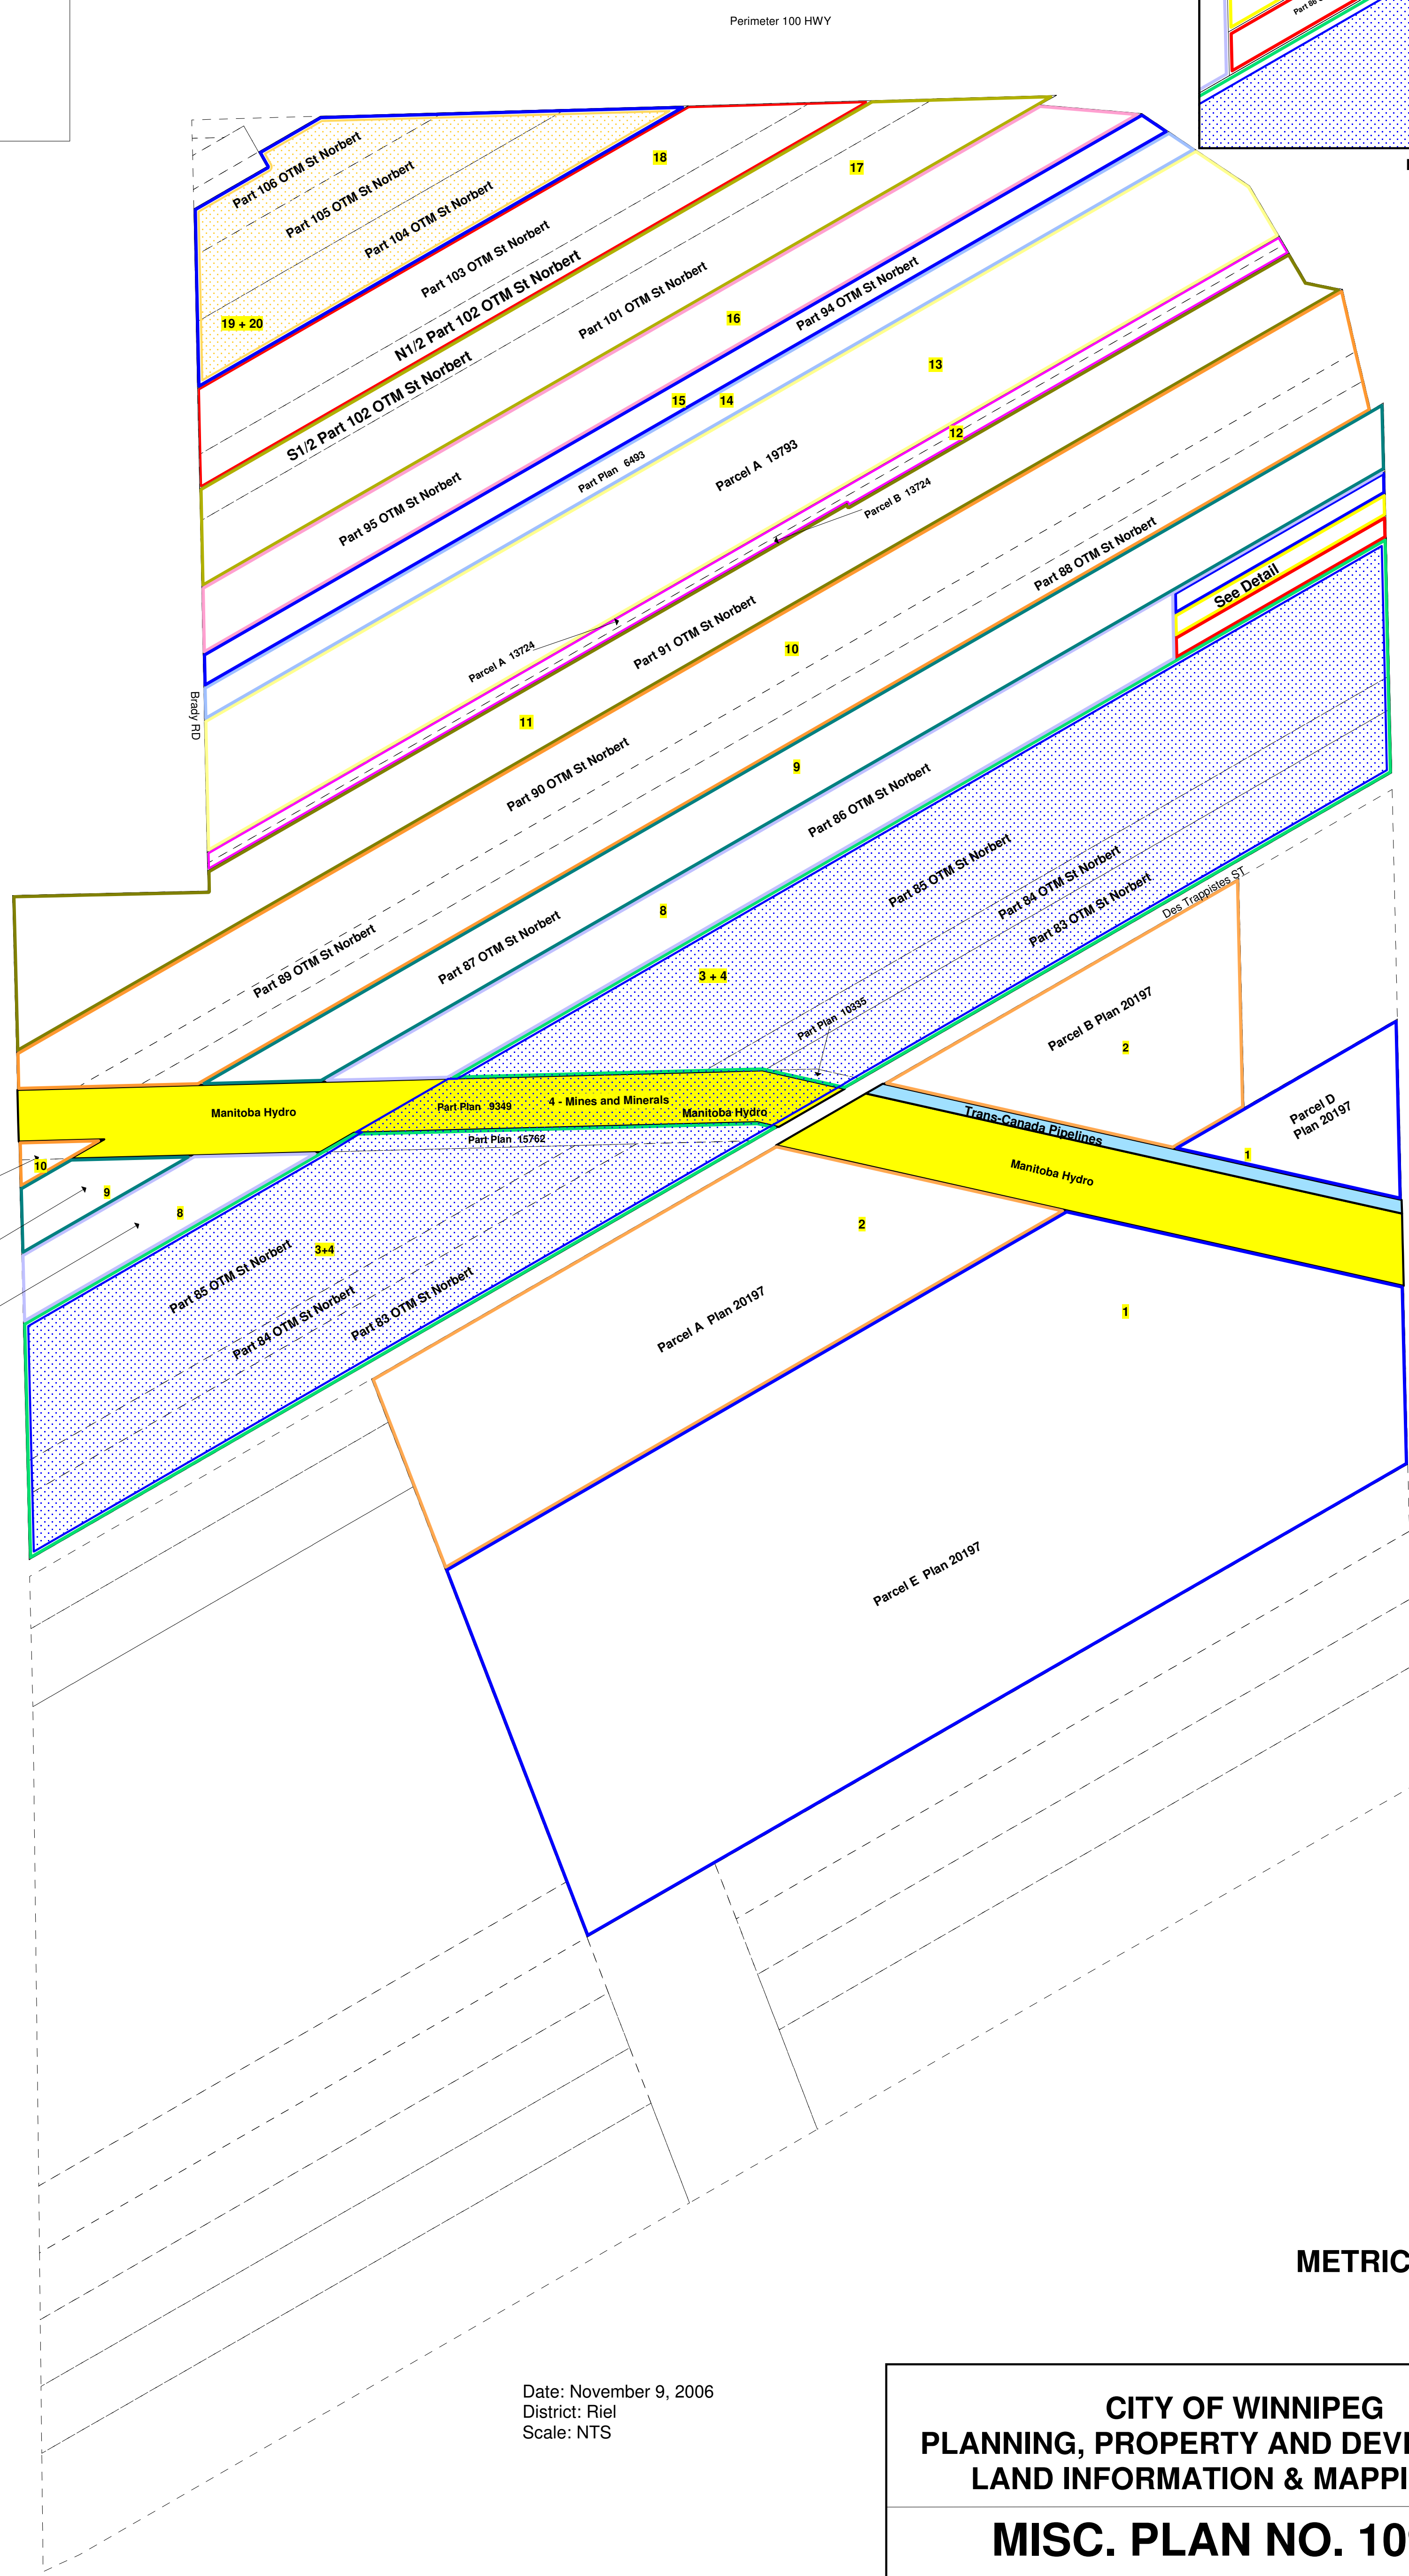 Perimeter 100 HWY
Part 106 OTM St Norbert
Part 105 OTM St Norbert
Part 104 OTM St Norbert
18
17
Part 103 OTM St Norbert
N1/2 Part 102 OTM St Norbert
S1/2 Part 102 OTM St Norbert
Part 101 OTM St Norbert
19 + 20
16
Part 94 OTM St Norbert
13
15
14
12
Part 95 OTM St Norbert
Part Plan 6493
Parcel A 19793
Parcel B 13724
Part 88 OTM St Norbert
See Detail
Parcel A 13724
Part 91 OTM St Norbert
10
Brady RD
11
9
Part 90 OTM St Norbert
Part 86 OTM St Norbert
Part 85 OTM St Norbert
Part 84 OTM St Norbert
Part 83 OTM St Norbert
Des Trappistes ST
8
Part 89 OTM St Norbert
Part 87 OTM St Norbert
3 + 4
Part Plan 10335
Parcel B Plan 20197
2
Manitoba Hydro
Part Plan 9349
4 - Mines and Minerals
Manitoba Hydro
Part Plan 15762
Trans-Canada Pipelines
Parcel D
Plan 20197
1
Manitoba Hydro
10
9
8
2
3+4
Part 85 OTM St Norbert
Part 84 OTM St Norbert
Part 83 OTM St Norbert
Parcel A Plan 20197
1
Parcel E Plan 20197
METRIC
Date: November 9, 2006
District: Riel
Scale: NTS
CITY OF WINNIPEG
PLANNING, PROPERTY AND DEV
LAND INFORMATION & MAPPI
MISC. PLAN NO. 10